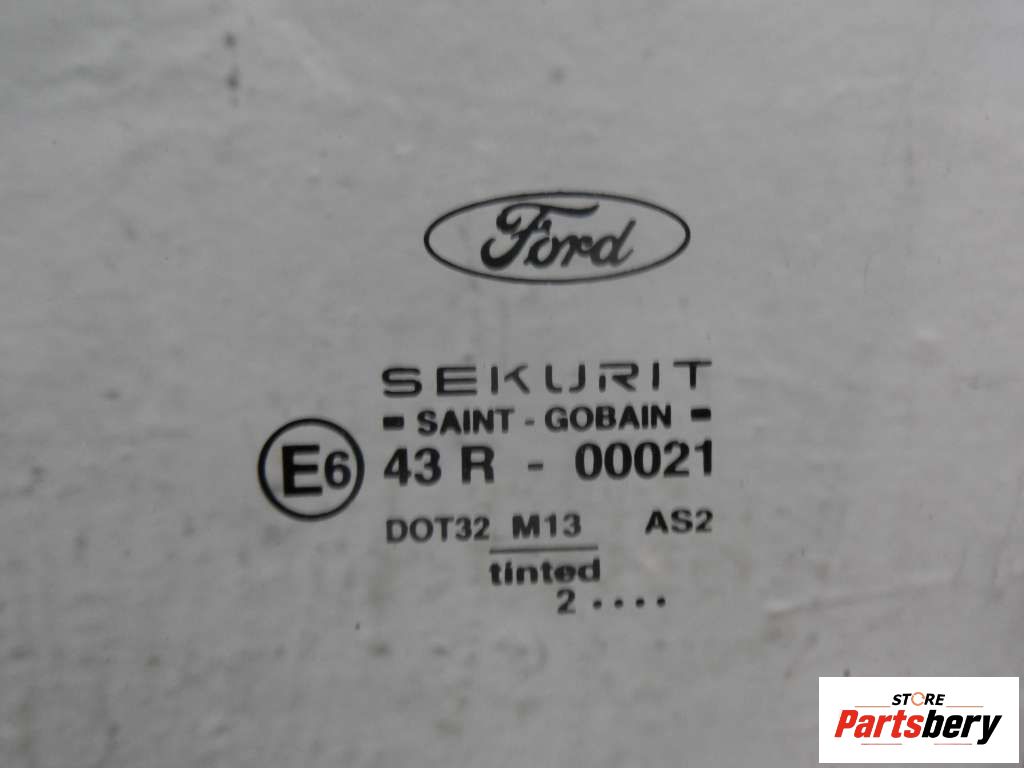 Ford
SEKURIT
- SAINT - GOBAIN -
E6 43 R - 00021
DOT32 M13 AS2
tinted
2 ....
STORE
Partsbery